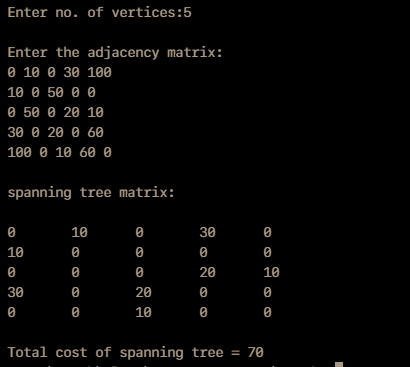 Enter no. of vertices:5
Enter the adjacency matrix:
0 10 0 30 100
10 0 50 0 0
0 50 0 20 10
30 0 20 0 60
100 0 10 60 0
spanning tree matrix:
0 10 0 30 0
10 0 0 0 0
0 0 0 20 10
30 0 20 0 0
0 0 10 0 0
Total cost of spanning tree = 70